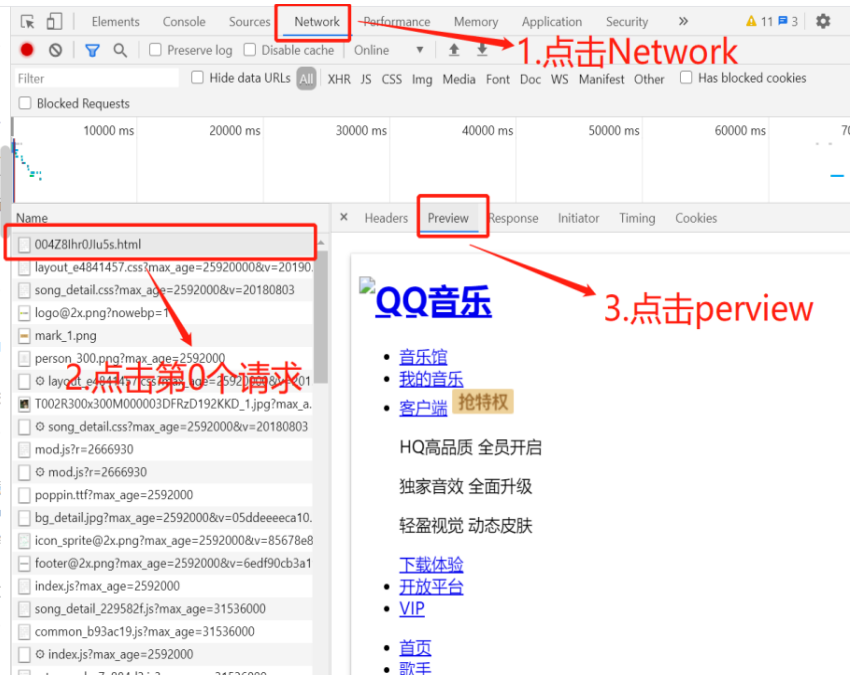 Elements Console Sources Network Performance Memory Application Security » 11 3
Preserve log Disable cache Online ▼
1.点击Network
Filter Hide data URLs All XHR JS CSS Img Media Font Doc WS Manifest Other Has blocked cookies
Blocked Requests
10000 ms 20000 ms 30000 ms 40000 ms 50000 ms 60000 ms
Name
× Headers Preview Response Initiator Timing Cookies
layout_e4841457.css?max_age=25920000&v=20190.
song_detail.css?max_age=25920000&v=20180803
logo@2x.png?nowebp=1
mark_1.png
person_300.png?max_age=2592000
2.点击第0个请求
layout_e4841457.css?max_age=25920000&v=201
T002R300x300M000003DFRzD192KKD_1.jpg?max_a.
song_detail.css?max_age=25920000&v=20180803
mod.js?r=2666930
mod.js?r=2666930
poppin.ttf?max_age=2592000
bg_detail.jpg?max_age=2592000&v=05ddeeeeca10.
icon_sprite@2x.png?max_age=2592000&v=85678e8
footer@2x.png?max_age=2592000&v=6edf90cb3a1
index.js?max_age=2592000
song_detail_229582f.js?max_age=31536000
common_b93ac19.js?max_age=31536000
index.js?max_age=2592000
QQ音乐
3.点击perview
音乐馆
我的音乐
客户端 抢特权
HQ高品质 全员开启
独家音效 全面升级
轻盈视觉 动态皮肤
下载体验
开放平台
VIP
首页
歌手